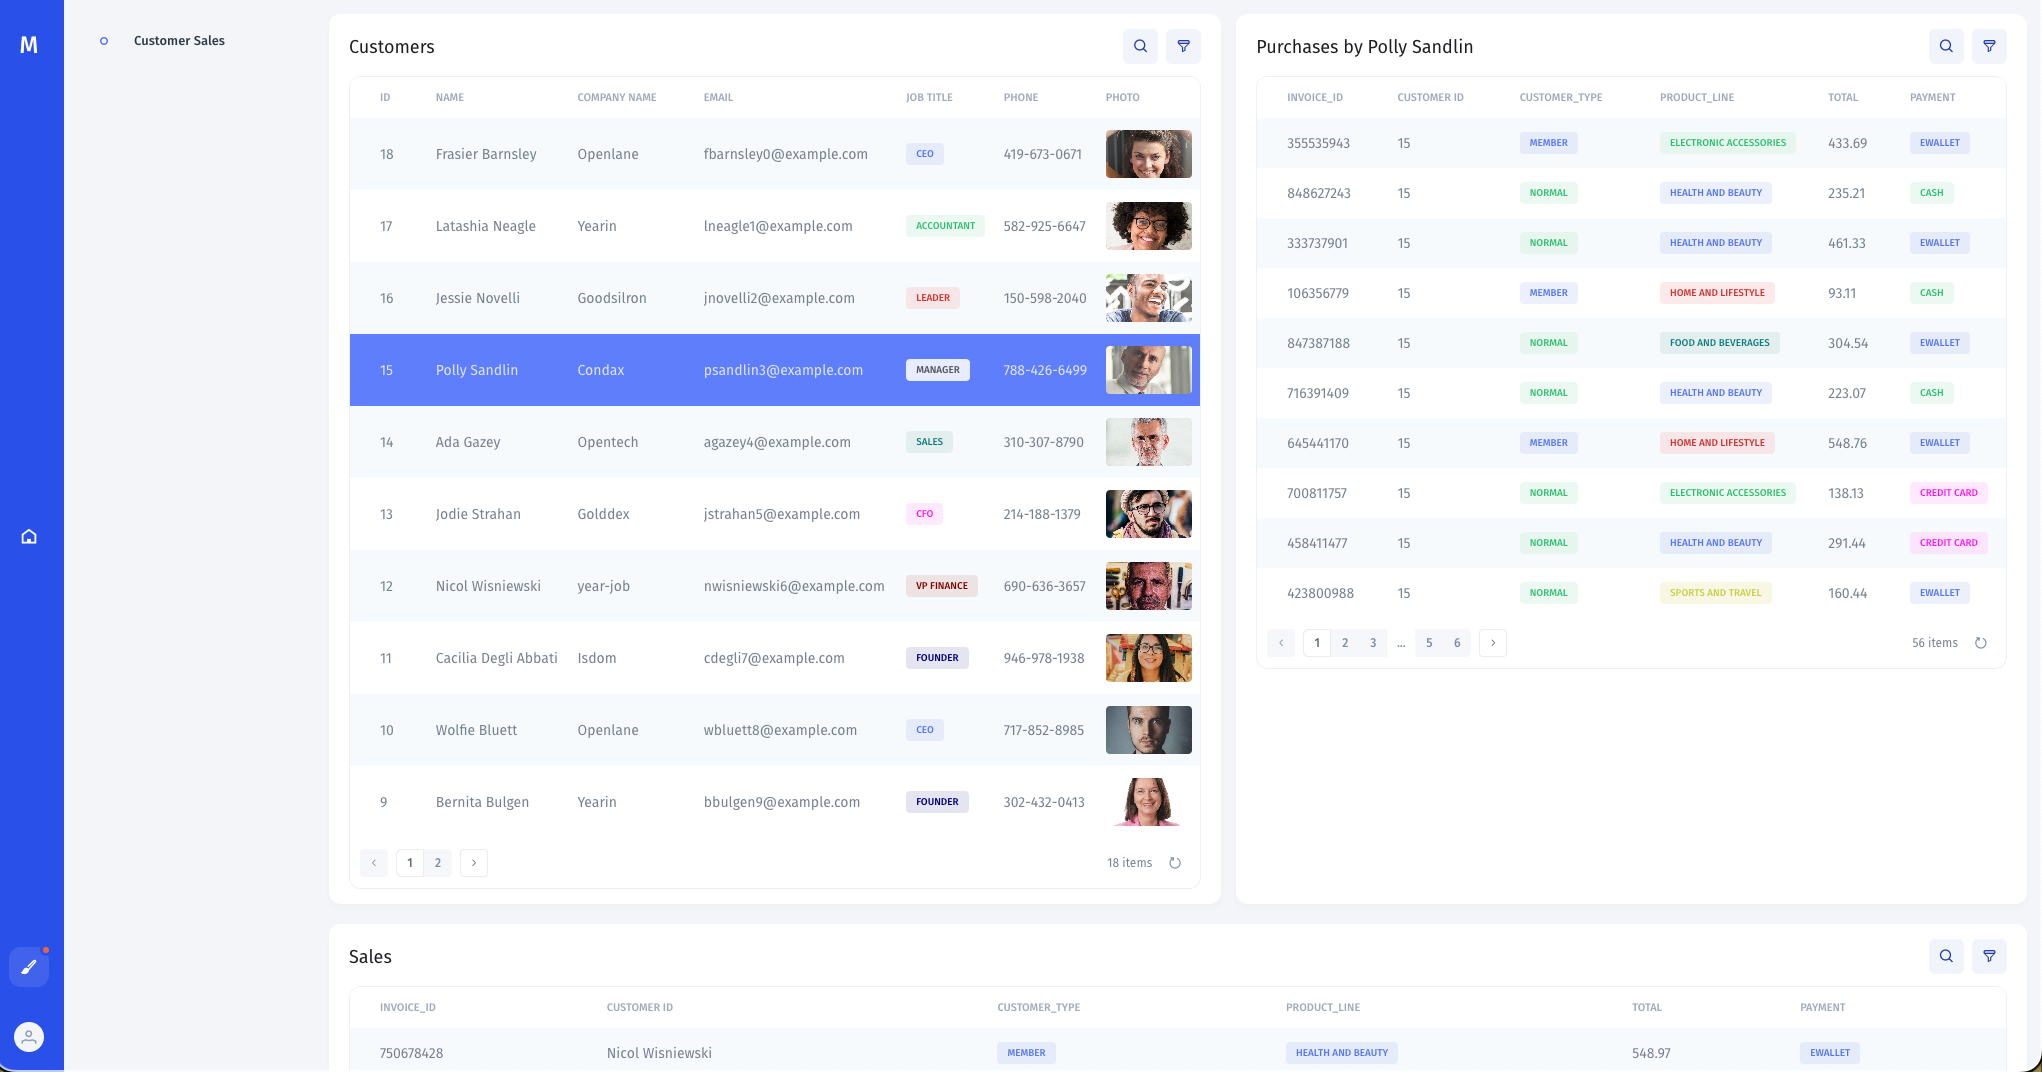 M
Customer Sales
Customers
ID NAME COMPANY NAME EMAIL JOB TITLE PHONE PHOTO
18 Frasier Barnsley Openlane fbarnsley0@example.com CEO 419-673-0671
17 Latashia Neagle Yearin lneagle1@example.com ACCOUNTANT 582-925-6647
16 Jessie Novelli Goodsilron jnovelli2@example.com LEADER 150-598-2040
15 Polly Sandlin Condax psandlin3@example.com MANAGER 788-426-6499
14 Ada Gazey Opentech agazey4@example.com SALES 310-307-8790
13 Jodie Strahan Golddex jstrahan5@example.com CFO 214-188-1379
12 Nicol Wisniewski year-job nwisniewski6@example.com VP FINANCE 690-636-3657
11 Cacilia Degli Abbati Isdom cdegli7@example.com FOUNDER 946-978-1938
10 Wolfie Bluett Openlane wbluett8@example.com CEO 717-852-8985
9 Bernita Bulgen Yearin bbulgen9@example.com FOUNDER 302-432-0413
1 2 18 items
Purchases by Polly Sandlin
INVOICE_ID CUSTOMER ID CUSTOMER_TYPE PRODUCT_LINE TOTAL PAYMENT
355535943 15 MEMBER ELECTRONIC ACCESSORIES 433.69 EWALLET
848627243 15 NORMAL HEALTH AND BEAUTY 235.21 CASH
333737901 15 NORMAL HEALTH AND BEAUTY 461.33 EWALLET
106356779 15 MEMBER HOME AND LIFESTYLE 93.11 CASH
847387188 15 NORMAL FOOD AND BEVERAGES 304.54 EWALLET
716391409 15 NORMAL HEALTH AND BEAUTY 223.07 CASH
645441170 15 MEMBER HOME AND LIFESTYLE 548.76 EWALLET
700811757 15 NORMAL ELECTRONIC ACCESSORIES 138.13 CREDIT CARD
458411477 15 NORMAL HEALTH AND BEAUTY 291.44 CREDIT CARD
423800988 15 NORMAL SPORTS AND TRAVEL 160.44 EWALLET
1 2 3 ... 5 6 56 items
Sales
INVOICE_ID CUSTOMER ID CUSTOMER_TYPE PRODUCT_LINE TOTAL PAYMENT
750678428 Nicol Wisniewski MEMBER HEALTH AND BEAUTY 548.97 EWALLET